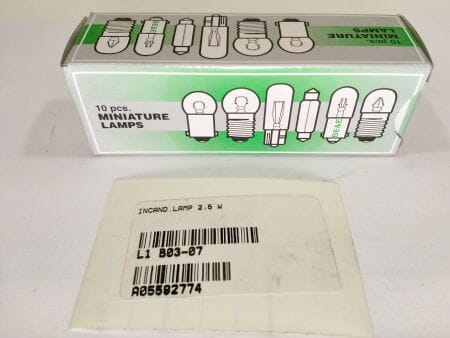 10 pcs.
MINIATURE
LAMPS
10 pcs.
MINIATURE
LAMPS
INCAND.LAMP 2.5 W
L1 B03-07
A05592774